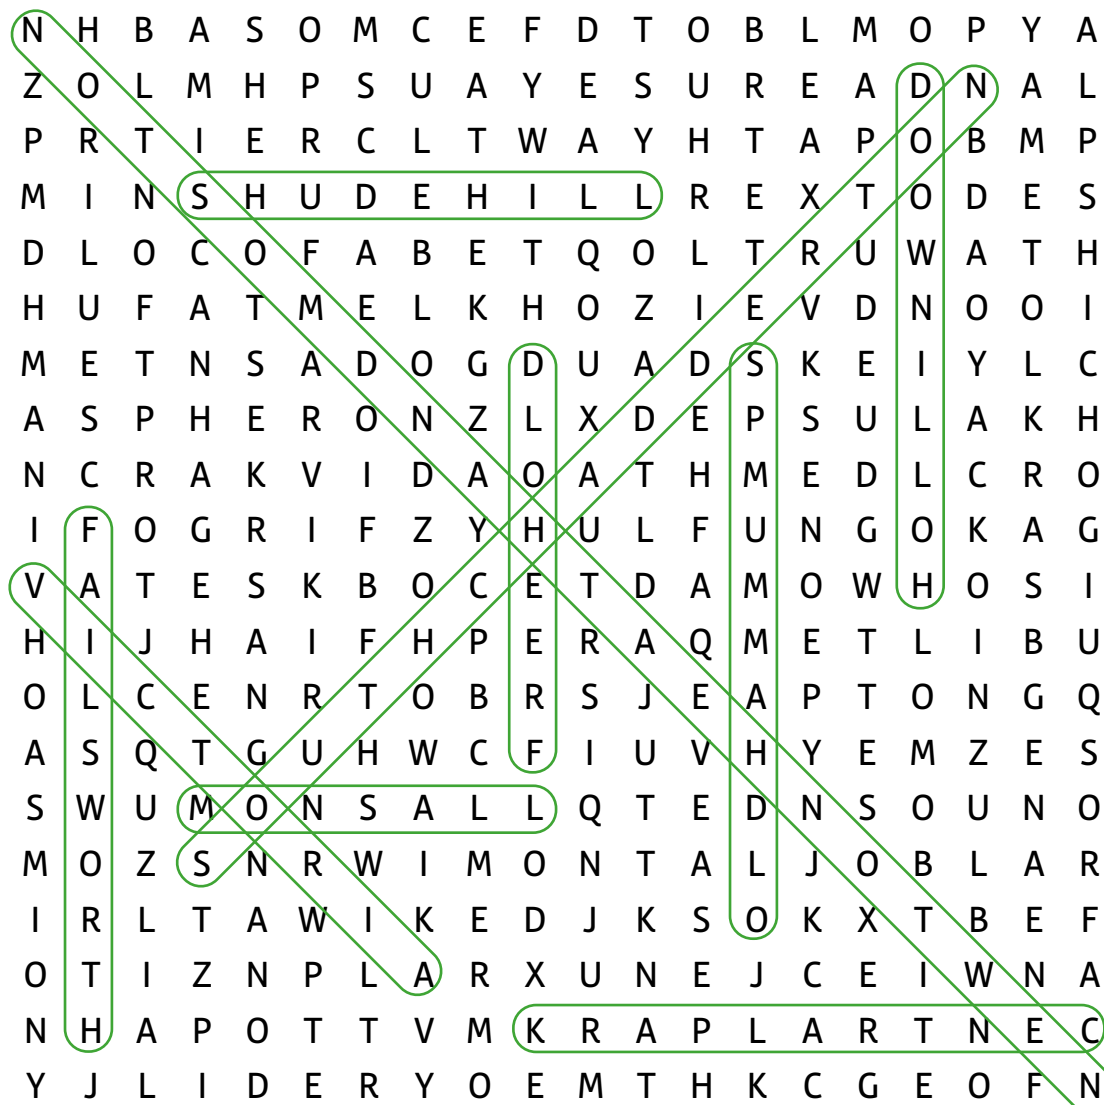 N H B A S O M C E F D T O B L M O P Y A
Z O L M H P S U A Y E S U R E A D N A L
P R T I E R C L T W A Y H T A P O B M P
M I N S H U D E H I L L R E X T O D E S
D L O C O F A B E T Q O L T R U W A T H
H U F A T M E L K H O Z I E V D N O O I
M E T N S A D O G D U A D S K E I Y L C
A S P H E R O N Z L X D E P S U L A K H
N C R A K V I D A O A T H M E D L C R O
I F O G R I F Z Y H U L F U N G O K A G
V A T E S K B O C E T D A M O W H O S I
H I J H A I F H P E R A Q M E T L I B U
O L C E N R T O B R S J E A P T O N G Q
A S Q T G U H W C F I U V H Y E M Z E S
S W U M O N S A L L Q T E D N S O U N O
M O Z S N R W I M O N T A L J O B L A R
I R L T A W I K E D J K S O K X T B E F
O T I Z N P L A R X U N E J C E I W N A
N H A P O T T V M K R A P L A R T N E C
Y J L I D E R Y O E M T H K C G E O F N